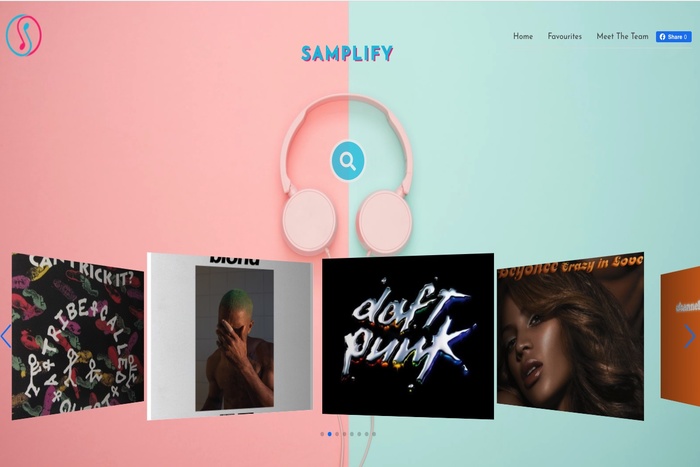 Home Favourites Meet The Team Share 0
SAMPLIFY
CAN I KICK IT?
A TRIBE CALLED QUEST
blond
daft
punk
Beyoncé Crazy in Love
channel